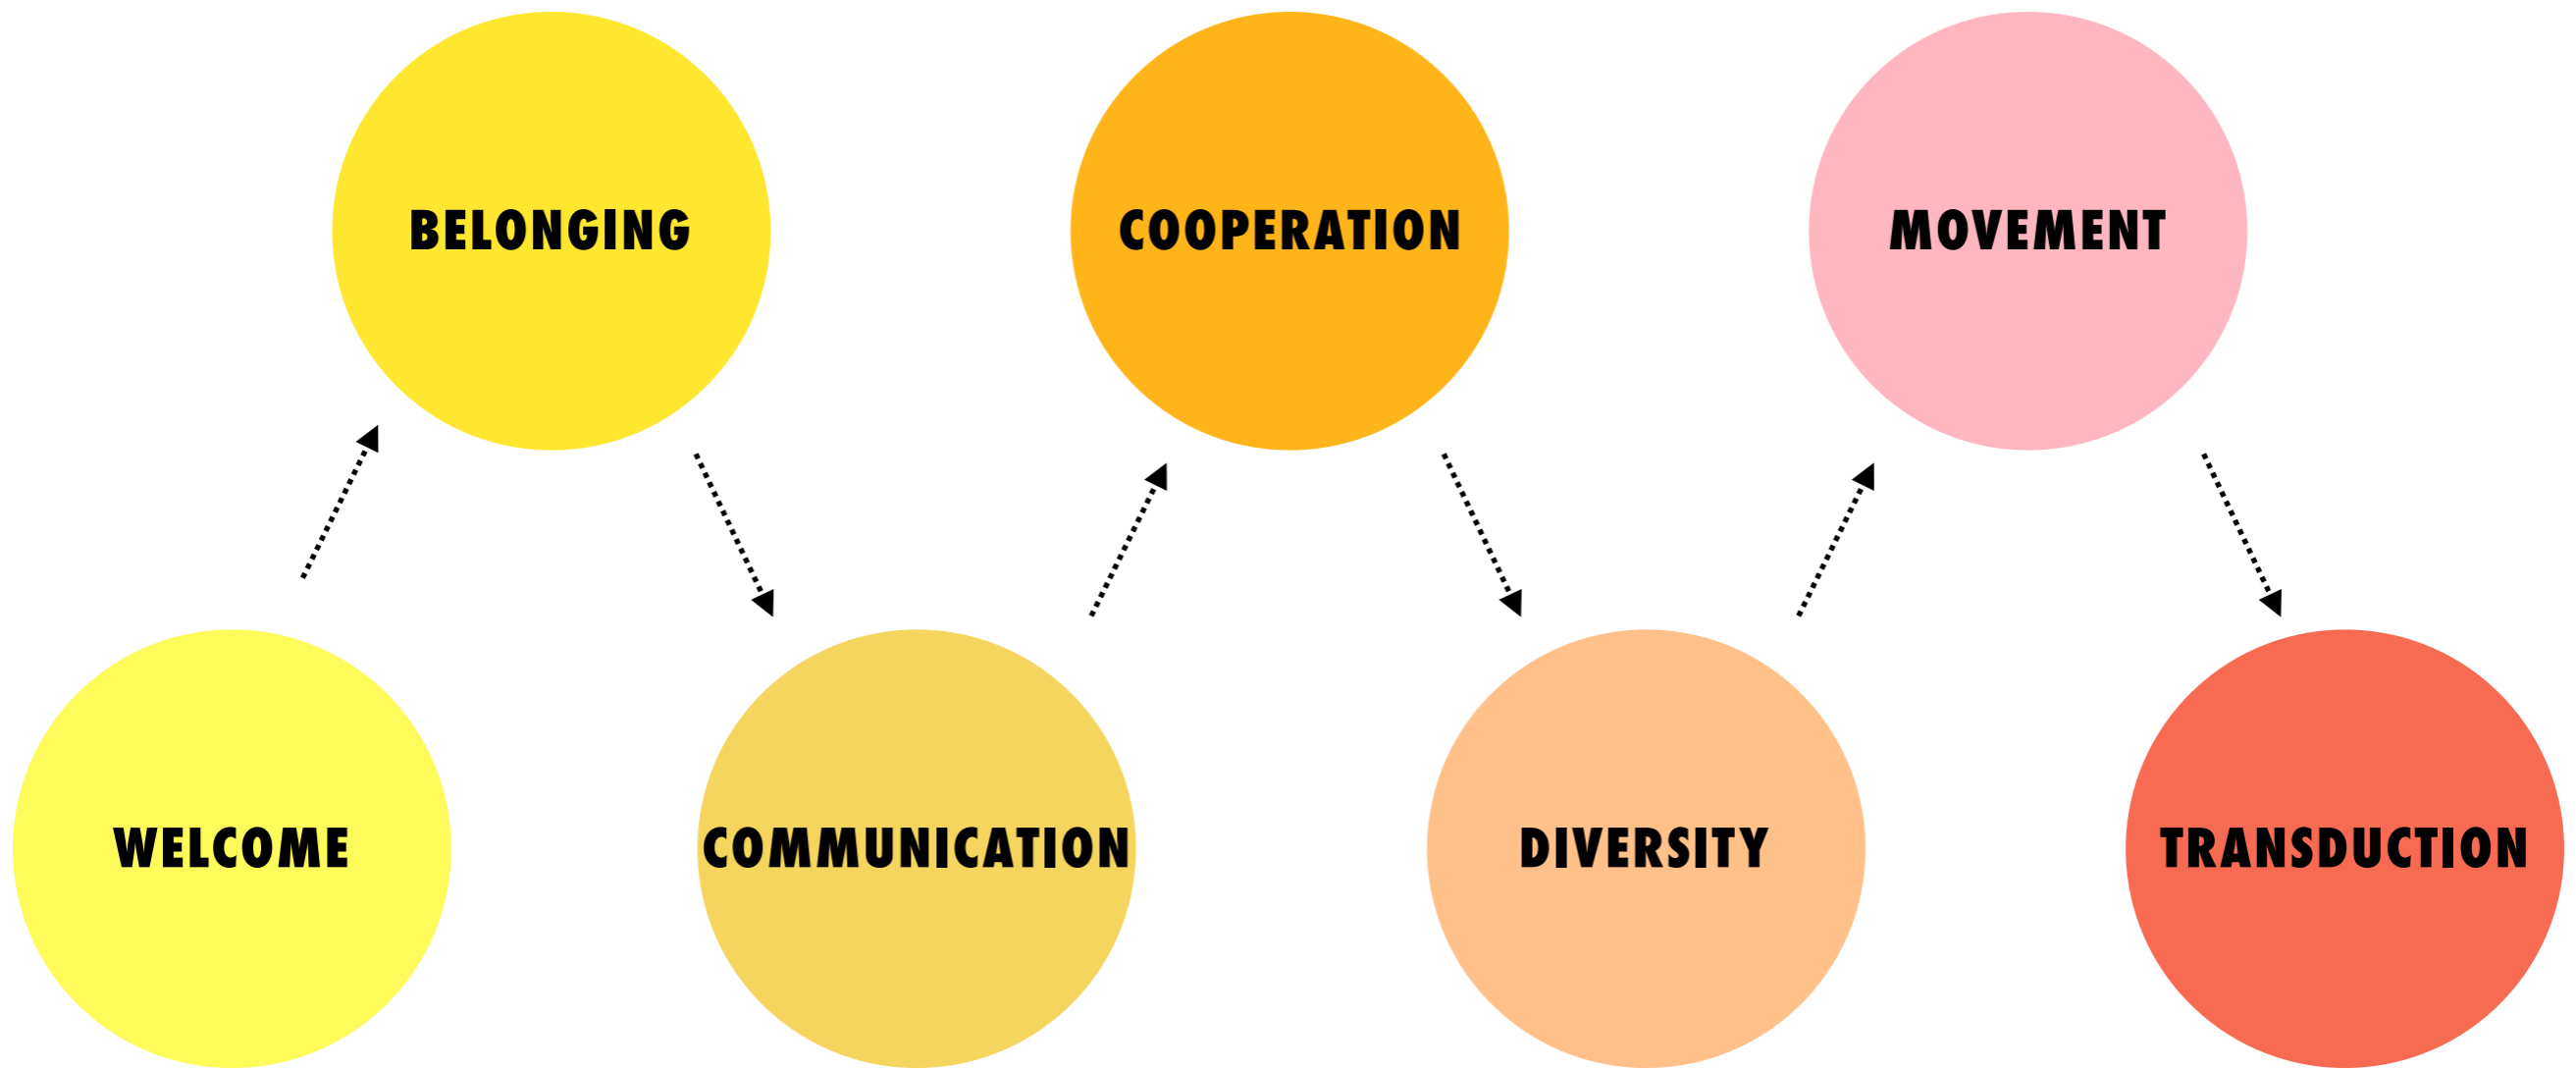 BELONGING
COOPERATION
MOVEMENT
WELCOME
COMMUNICATION
DIVERSITY
TRANSDUCTION